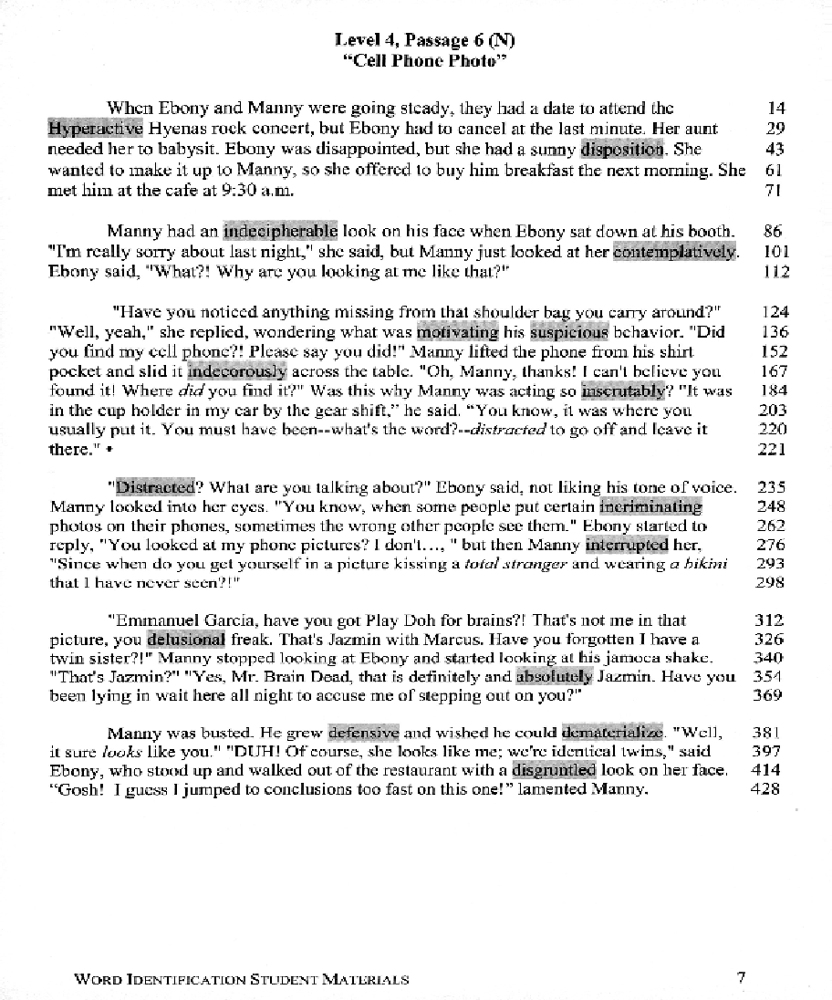 Level 4, Passage 6 (N)
“Cell Phone Photo”
When Ebony and Manny were going steady, they had a date to attend the 14
Hyperactive Hyenas rock concert, but Ebony had to cancel at the last minute. Her aunt 29
needed her to babysit. Ebony was disappointed, but she had a sunny disposition. She 43
wanted to make it up to Manny, so she offered to buy him breakfast the next morning. She 61
met him at the cafe at 9:30 a.m. 71
Manny had an indecipherable look on his face when Ebony sat down at his booth. 86
"I'm really sorry about last night," she said, but Manny just looked at her contemplatively. 101
Ebony said, "What?! Why are you looking at me like that?" 112
"Have you noticed anything missing from that shoulder bag you carry around?" 124
"Well, yeah," she replied, wondering what was motivating his suspicious behavior. "Did 136
you find my cell phone?! Please say you did!" Manny lifted the phone from his shirt 152
pocket and slid it indecorously across the table. "Oh, Manny, thanks! I can't believe you 167
found it! Where did you find it?" Was this why Manny was acting so inscrutably? "It was 184
in the cup holder in my car by the gear shift,” he said. “You know, it was where you 203
usually put it. You must have been--what's the word?--distracted to go off and leave it 220
there." • 221
"Distracted? What are you talking about?" Ebony said, not liking his tone of voice. 235
Manny looked into her eyes. "You know, when some people put certain incriminating 248
photos on their phones, sometimes the wrong other people see them." Ebony started to 262
reply, "You looked at my phone pictures? I don't…, " but then Manny interrupted her, 276
"Since when do you get yourself in a picture kissing a total stranger and wearing a bikini 293
that I have never seen?!" 298
"Emmanuel Garcia, have you got Play Doh for brains?! That's not me in that 312
picture, you delusional freak. That's Jazmin with Marcus. Have you forgotten I have a 326
twin sister?!" Manny stopped looking at Ebony and started looking at his jamoca shake. 340
"That's Jazmin?" "Yes, Mr. Brain Dead, that is definitely and absolutely Jazmin. Have you 354
been lying in wait here all night to accuse me of stepping out on you?" 369
Manny was busted. He grew defensive and wished he could dematerialize. "Well, 381
it sure looks like you." "DUH! Of course, she looks like me; we're identical twins," said 397
Ebony, who stood up and walked out of the restaurant with a disgruntled look on her face. 414
“Gosh! I guess I jumped to conclusions too fast on this one!” lamented Manny. 428
WORD IDENTIFICATION STUDENT MATERIALS 7